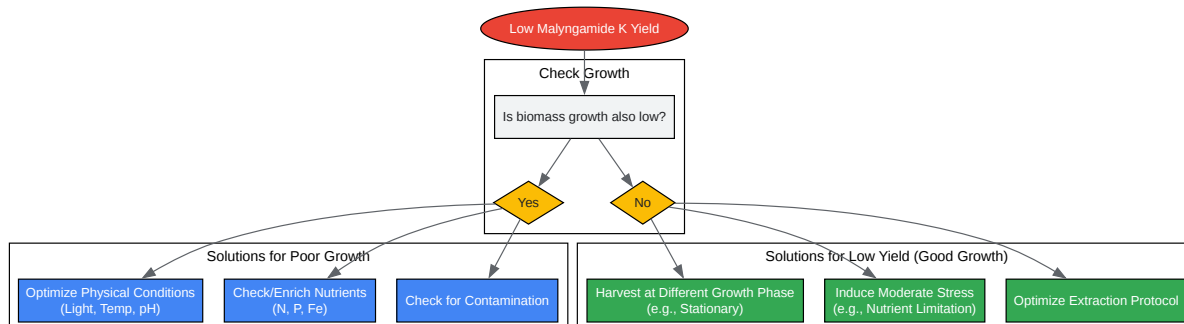 Low Malyngamide K Yield
Check Growth
Is biomass growth also low?
Yes
No
Solutions for Poor Growth
Optimize Physical Conditions
(Light, Temp, pH)
Check/Enrich Nutrients
(N, P, Fe)
Check for Contamination
Solutions for Low Yield (Good Growth)
Harvest at Different Growth Phase
(e.g., Stationary)
Induce Moderate Stress
(e.g., Nutrient Limitation)
Optimize Extraction Protocol